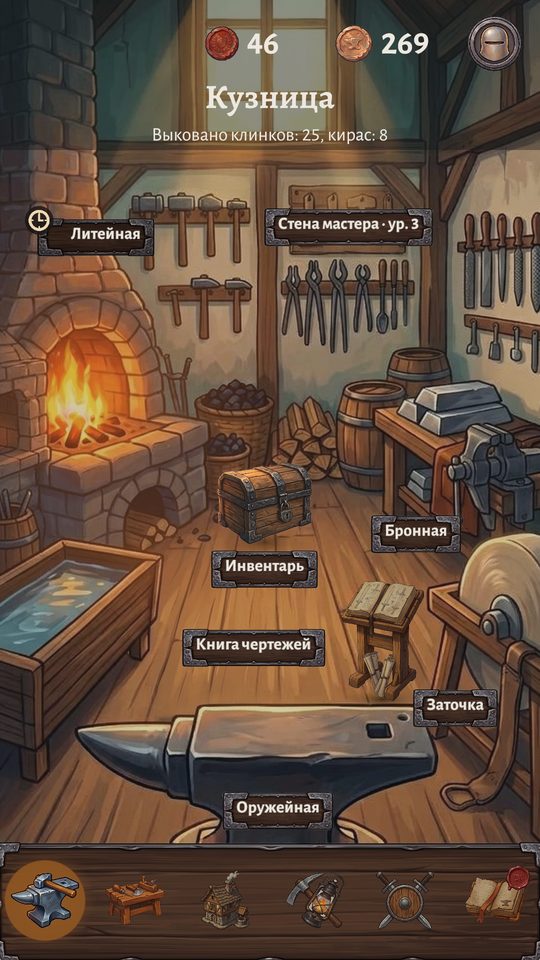 46
269
Кузница
Выковано клинков: 25, кирас: 8
Литейная
Стена мастера · ур. 3
Бронная
Инвентарь
Книга чертежей
Заточка
Оружейная